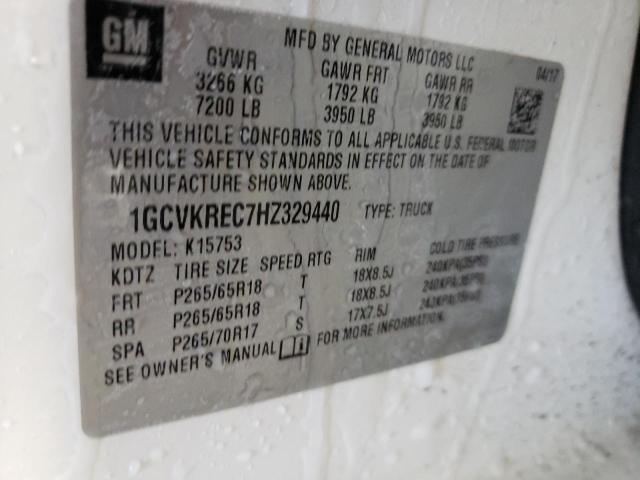 GM
MFD BY GENERAL MOTORS LLC
04/17
GVWR GAWR FRT GAWR RR
3266 KG 1792 KG 1792 KG
7200 LB 3950 LB 3950 LB
THIS VEHICLE CONFORMS TO ALL APPLICABLE U.S. FEDERAL MOTOR
VEHICLE SAFETY STANDARDS IN EFFECT ON THE DATE OF
MANUFACTURE SHOWN ABOVE.
1GCVKREC7HZ329440 TYPE: TRUCK
MODEL: K15753
KDTZ TIRE SIZE SPEED RTG RIM COLD TIRE PRESSURE
FRT P265/65R18 T 18X8.5J 240KPA(35PSI)
RR P265/65R18 T 18X8.5J 240KPA(35PSI)
SPA P265/70R17 S 17X7.5J
SEE OWNER'S MANUAL FOR MORE INFORMATION.